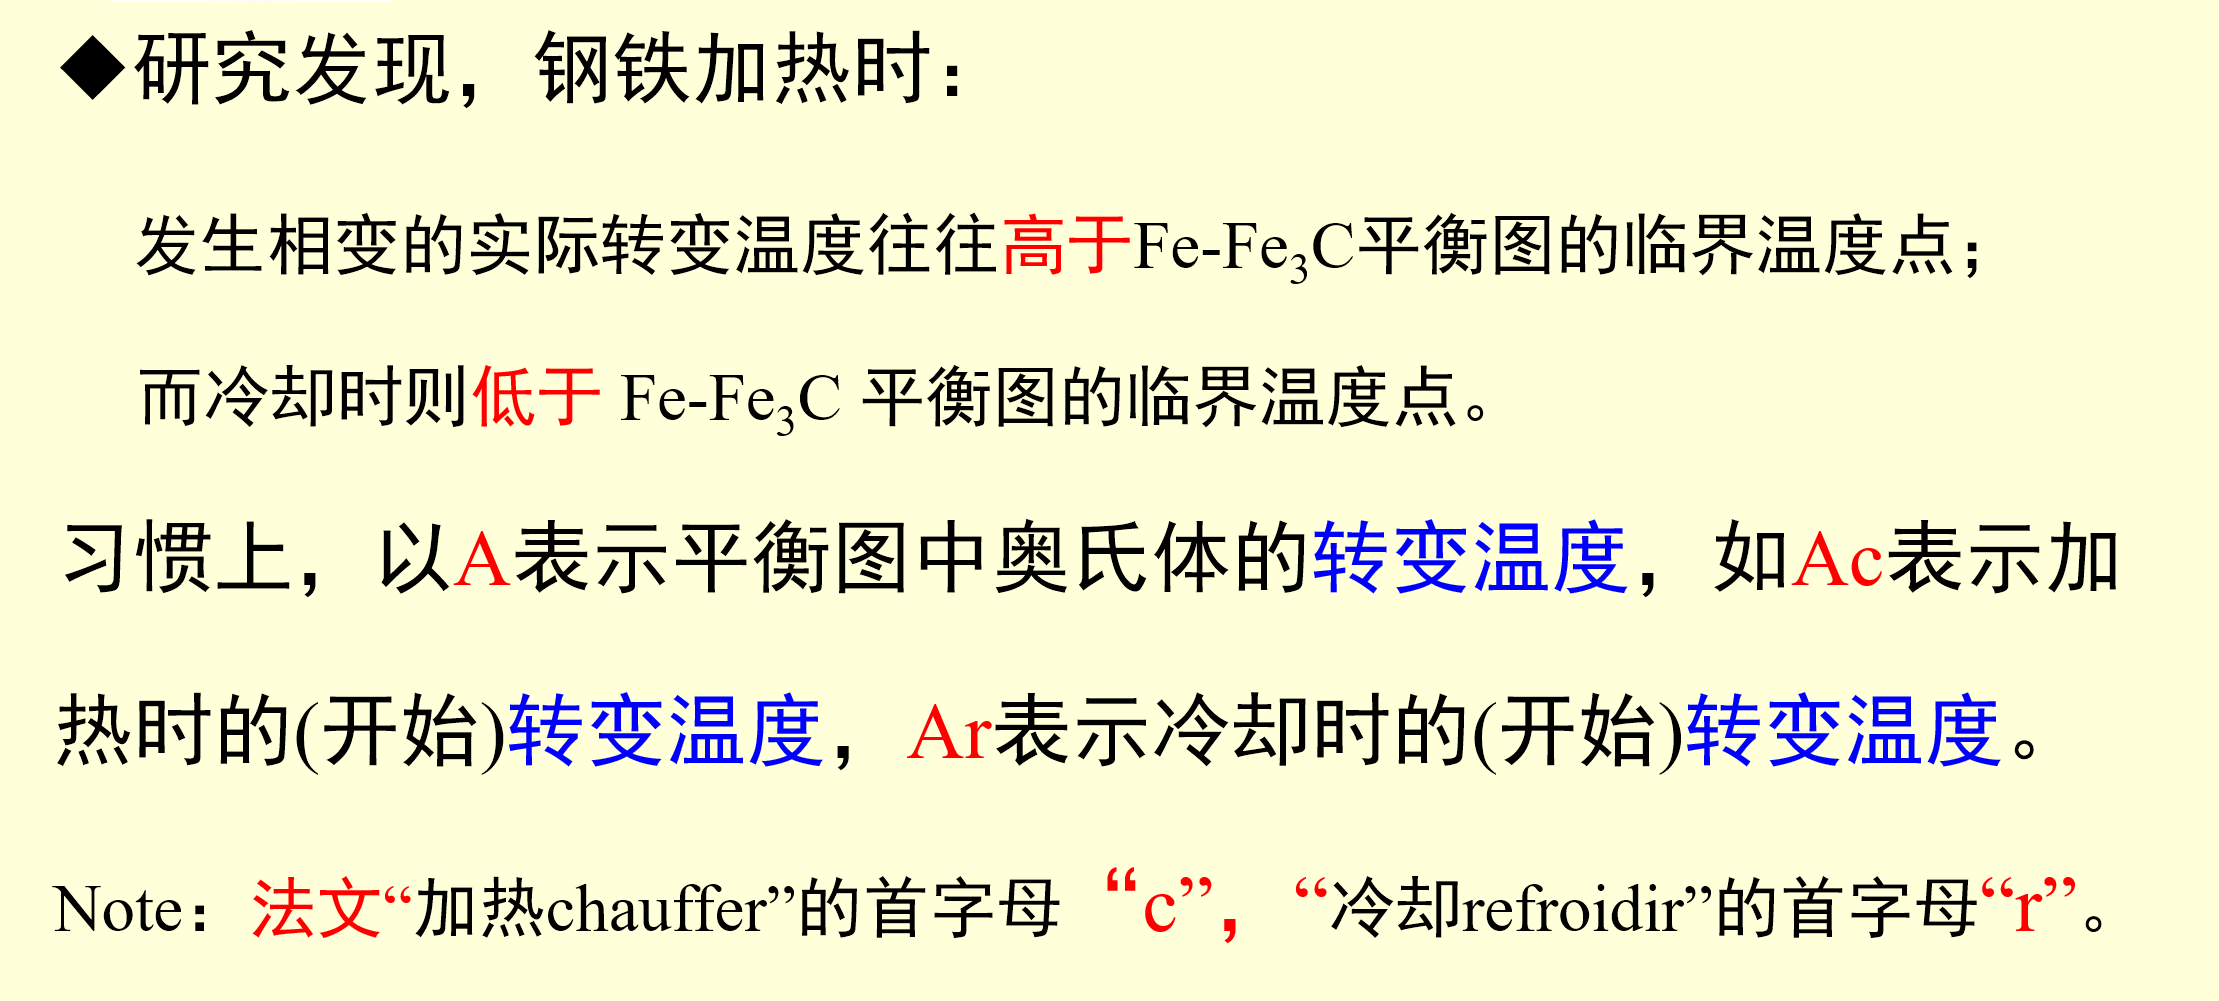 ◆研究发现，钢铁加热时：
发生相变的实际转变温度往往高于Fe-Fe₃C平衡图的临界温度点；
而冷却时则低于 Fe-Fe₃C 平衡图的临界温度点。
习惯上，以A表示平衡图中奥氏体的转变温度，如Ac表示加
热时的(开始)转变温度，Ar表示冷却时的(开始)转变温度。
Note：法文“加热chauffer”的首字母“c”，“冷却refroidir”的首字母“r”。